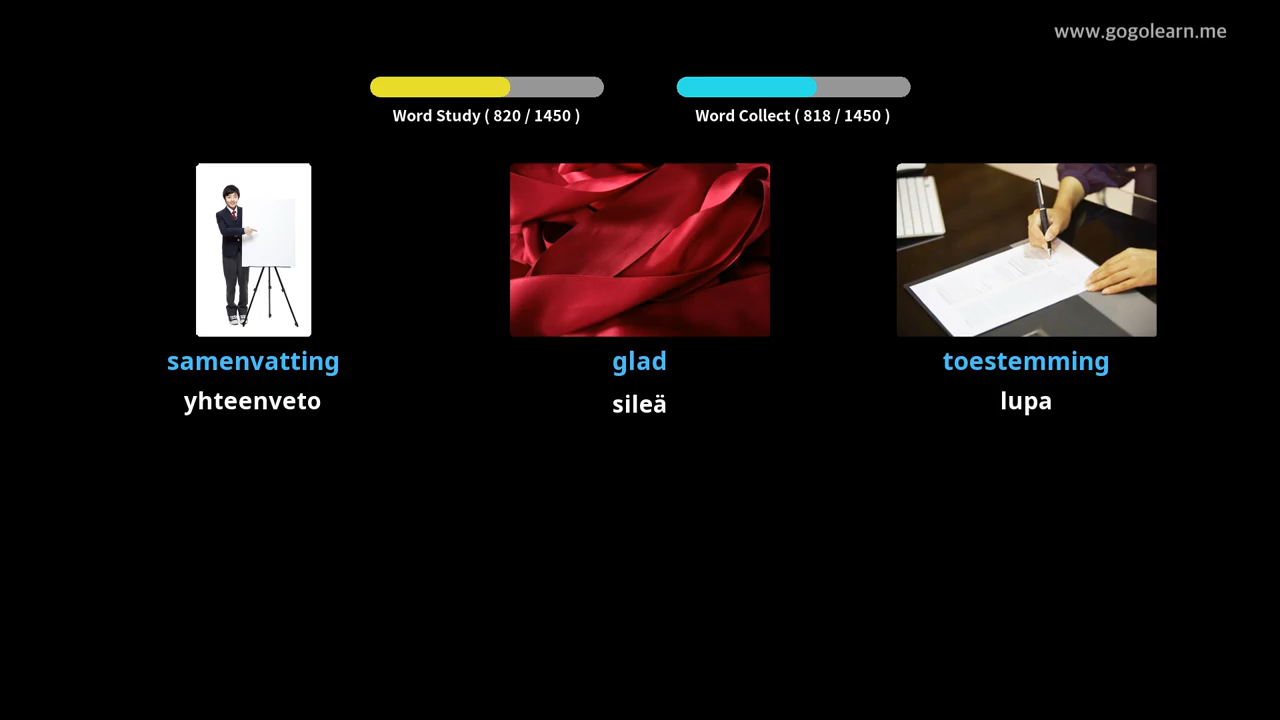 www.gogolearn.me
Word Study ( 820 / 1450 )
Word Collect ( 818 / 1450 )
samenvatting
yhteenveto
glad
sileä
toestemming
lupa